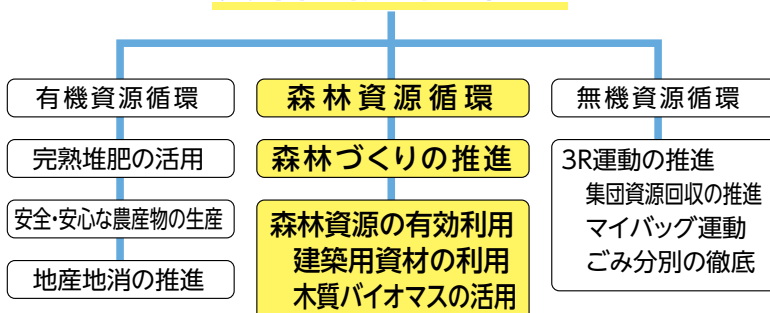 有機資源循環
完熟堆肥の活用
安全・安心な農産物の生産
地産地消の推進
森林資源循環
森林づくりの推進
森林資源の有効利用
建築用資材の利用
木質バイオマスの活用
無機資源循環
3R運動の推進
集団資源回収の推進
マイバッグ運動
ごみ分別の徹底